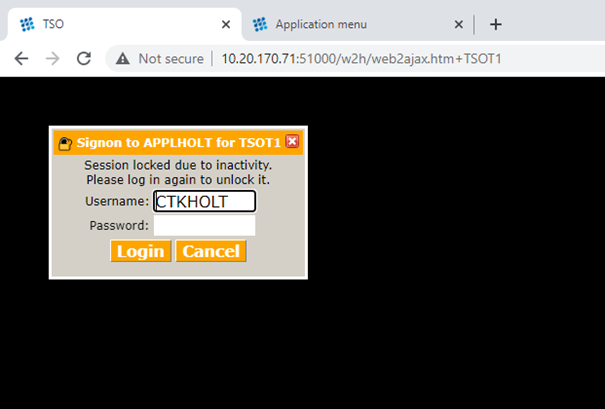 TSO
Application menu
Not secure
10.20.170.71:51000/w2h/web2ajax.htm+TSOT1
Signon to APPLHOLT for TSOT1
Session locked due to inactivity.
Please log in again to unlock it.
Username: CTKHOLT
Password:
Login Cancel